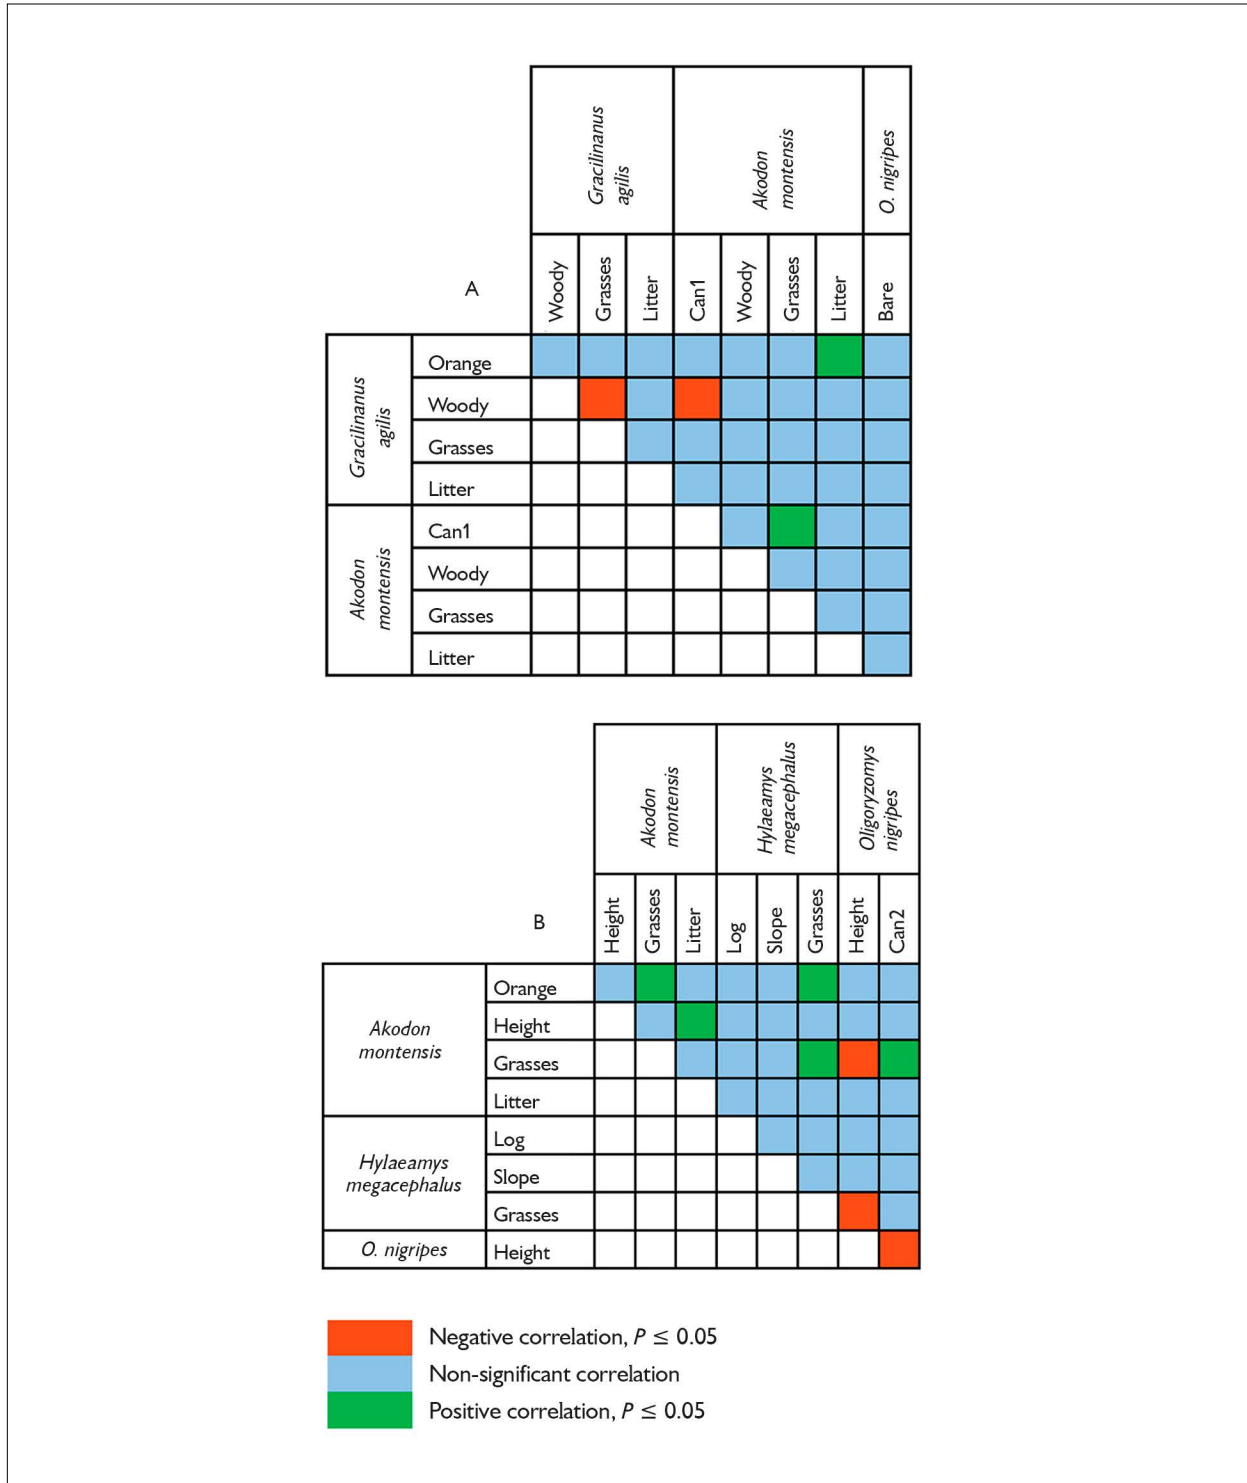 Gracilinanus
agilis
Akodon
montensis
O. nigripes
A
Woody
Grasses
Litter
Can1
Woody
Grasses
Litter
Bare
Gracilinanus
agilis
Orange
Woody
Grasses
Litter
Akodon
montensis
Can1
Woody
Grasses
Litter
Akodon
montensis
Hylaeamys
megacephalus
Oligoryzomys
nigripes
B
Height
Grasses
Litter
Log
Slope
Grasses
Height
Can2
Akodon
montensis
Orange
Height
Grasses
Litter
Hylaeamys
megacephalus
Log
Slope
Grasses
O. nigripes
Height
Negative correlation, P ≤ 0.05
Non-significant correlation
Positive correlation, P ≤ 0.05